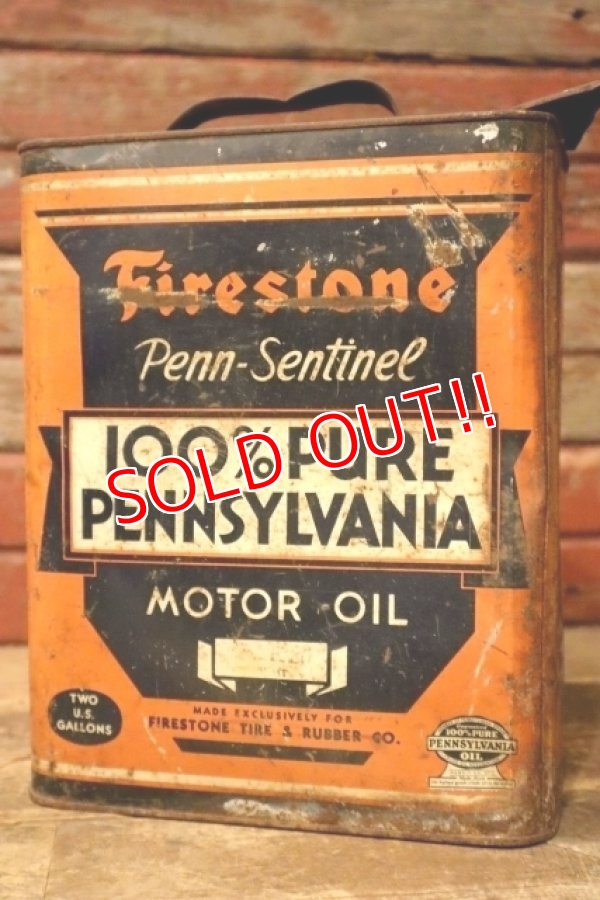 Firestone
Penn-Sentinel
100% PURE
PENNSYLVANIA
SOLD OUT!!
MOTOR OIL
MADE EXCLUSIVELY FOR
FIRESTONE TIRE & RUBBER CO.
TWO
U.S.
GALLONS
100% PURE
PENNSYLVANIA
OIL